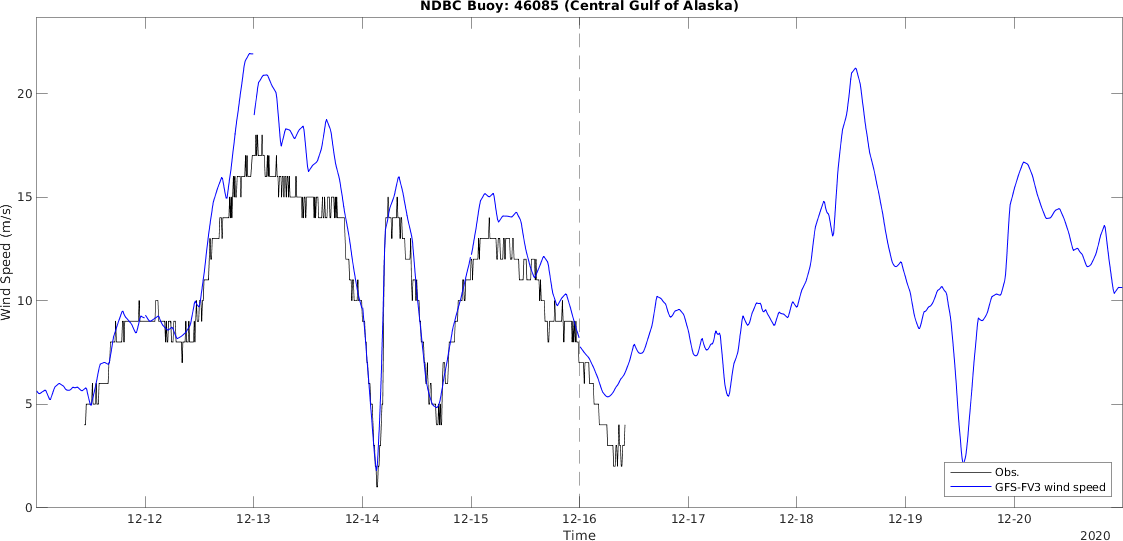 NDBC Buoy: 46085 (Central Gulf of Alaska)
Wind Speed (m/s)
20
15
10
5
0
12-12 12-13 12-14 12-15 12-16 12-17 12-18 12-19 12-20
Time
2020
Obs.
GFS-FV3 wind speed